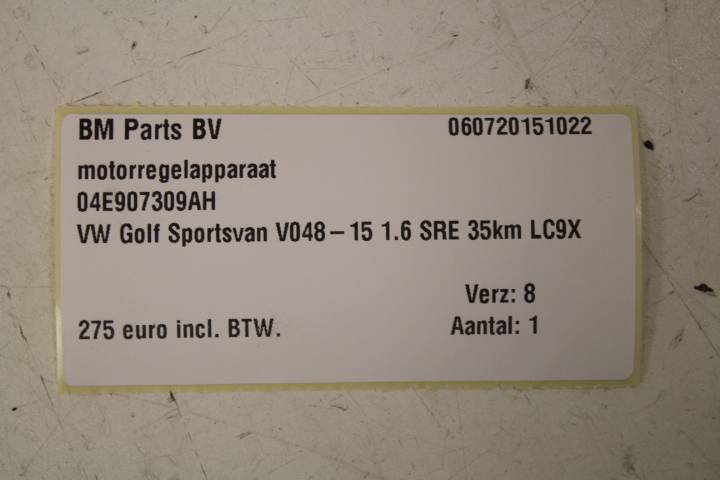 BM Parts BV 060720151022
motorregelapparaat
04E907309AH
VW Golf Sportsvan V048-15 1.6 SRE 35km LC9X
Verz: 8
275 euro incl. BTW. Aantal: 1